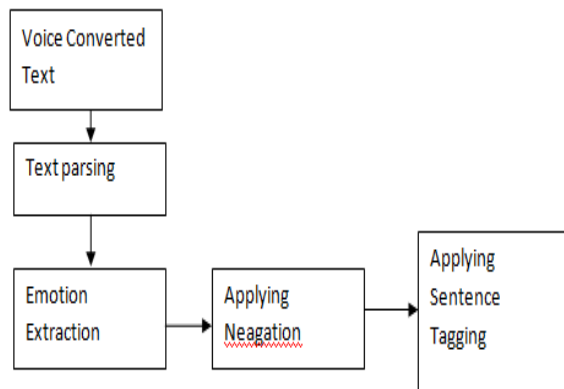 Voice Converted
Text
Text parsing
Emotion
Extraction
Applying
Neagation
Applying
Sentence
Tagging